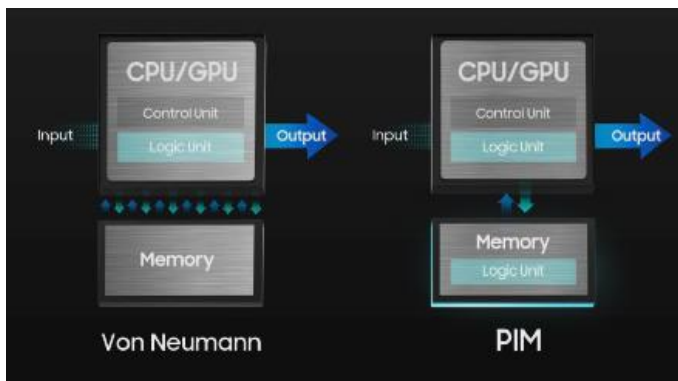 CPU/GPU
Control Unit
Logic Unit
Input
Output
Memory
Von Neumann
CPU/GPU
Control Unit
Logic Unit
Input
Output
Memory
Logic Unit
PIM